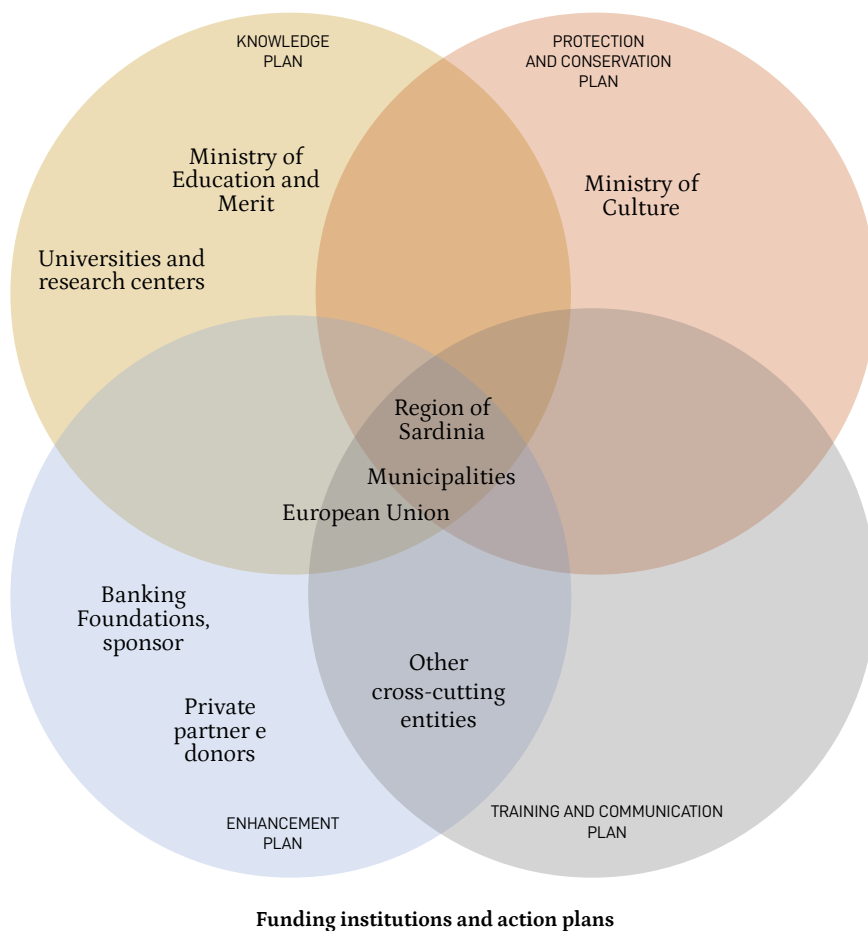 KNOWLEDGE
PLAN
PROTECTION
AND CONSERVATION
PLAN
Ministry of
Education and
Merit
Ministry of
Culture
Universities and
research centers
Region of
Sardinia
Municipalities
European Union
Banking
Foundations,
sponsor
Other
cross-cutting
entities
Private
partner e
donors
ENHANCEMENT
PLAN
TRAINING AND COMMUNICATION
PLAN
Funding institutions and action plans